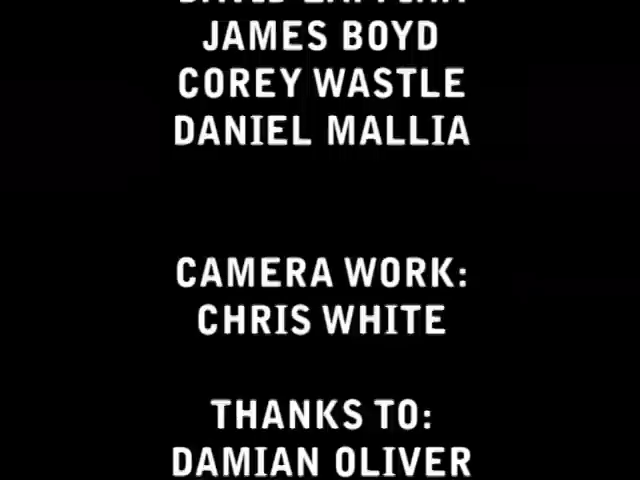 JAMES BOYD
COREY WASTLE
DANIEL MALLIA
CAMERA WORK:
CHRIS WHITE
THANKS TO:
DAMIAN OLIVER